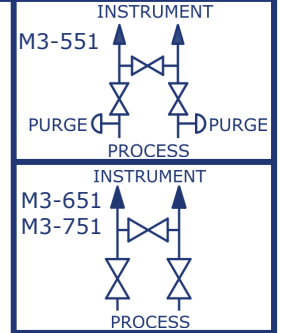 INSTRUMENT
M3-551
PURGE PURGE
PROCESS
INSTRUMENT
M3-651
M3-751
PROCESS